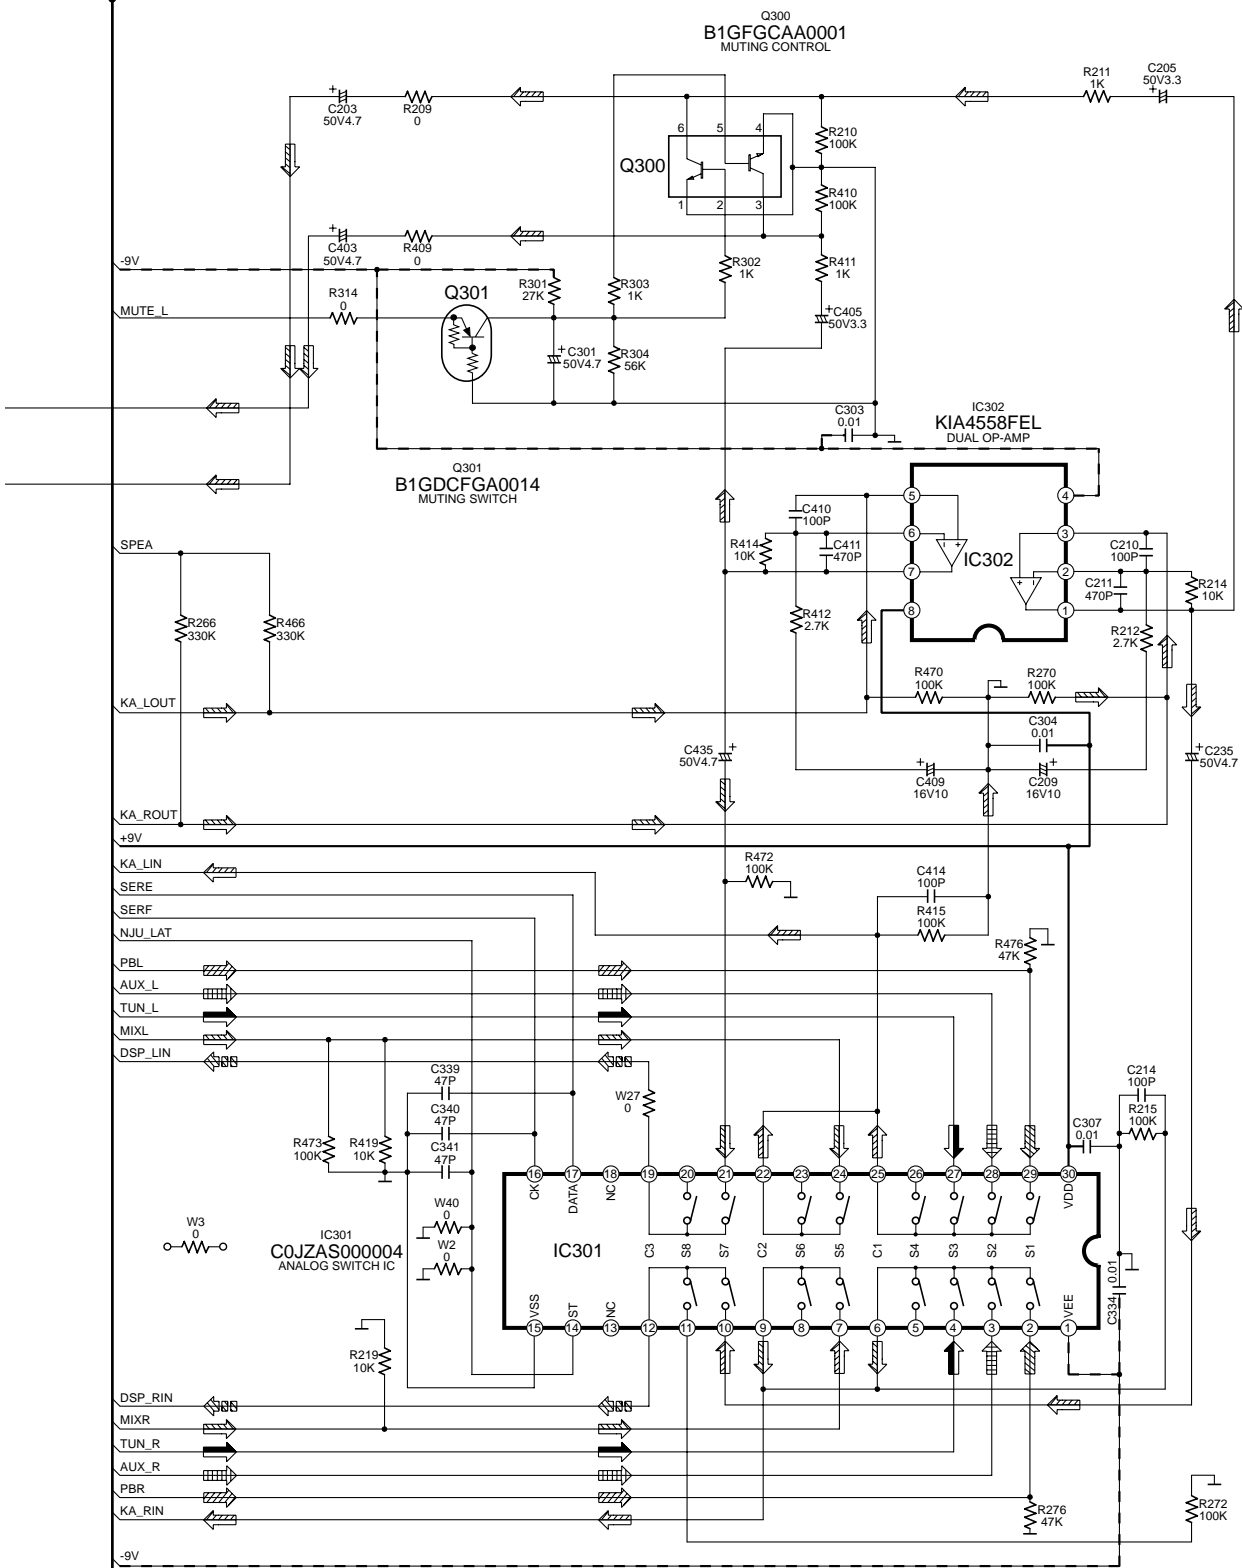 Q300
B1GFGCAA0001
MUTING CONTROL
C203
50V4.7
R209
0
R211
1K
C205
50V3.3
6 5 4
Q300
1 2 3
R210
100K
R410
100K
C403
50V4.7
R409
0
-9V
R314
0
MUTE_L
Q301
R301
27K
R303
1K
R302
1K
R411
1K
C405
50V3.3
C301
50V4.7
R304
56K
C303
0.01
IC302
KIA4558FEL
DUAL OP-AMP
Q301
B1GDCFGA0014
MUTING SWITCH
SPEA
R266
330K
R466
330K
C410
100P
R414
10K
C411
470P
R412
2.7K
5 4
6 3
7 2
8 1
IC302
C210
100P
C211
470P
R214
10K
R212
2.7K
R470
100K
R270
100K
KA_LOUT
C304
0.01
C435
50V4.7
C409
16V10
C209
16V10
C235
50V4.7
KA_ROUT
+9V
KA_LIN
SERE
SERF
NJU_LAT
PBL
AUX_L
TUN_L
MIXL
DSP_LIN
R472
100K
C414
100P
R415
100K
R476
47K
C339
47P
C340
47P
C341
47P
W27
0
R473
100K
R419
10K
C214
100P
R215
100K
C307
0.01
16 17 18 19 20 21 22 23 24 25 26 27 28 29 30
CK DATA NC VDD
W3
0
IC301
C0JZAS000004
ANALOG SWITCH IC
W40
0
W2
0
IC301
C3 S8 S7 C2 S6 S5 C1 S4 S3 S2 S1
C334 0.01
VSS ST NC VEE
15 14 13 12 11 10 9 8 7 6 5 4 3 2 1
R219
10K
DSP_RIN
MIXR
TUN_R
AUX_R
PBR
KA_RIN
R276
47K
R272
100K
-9V